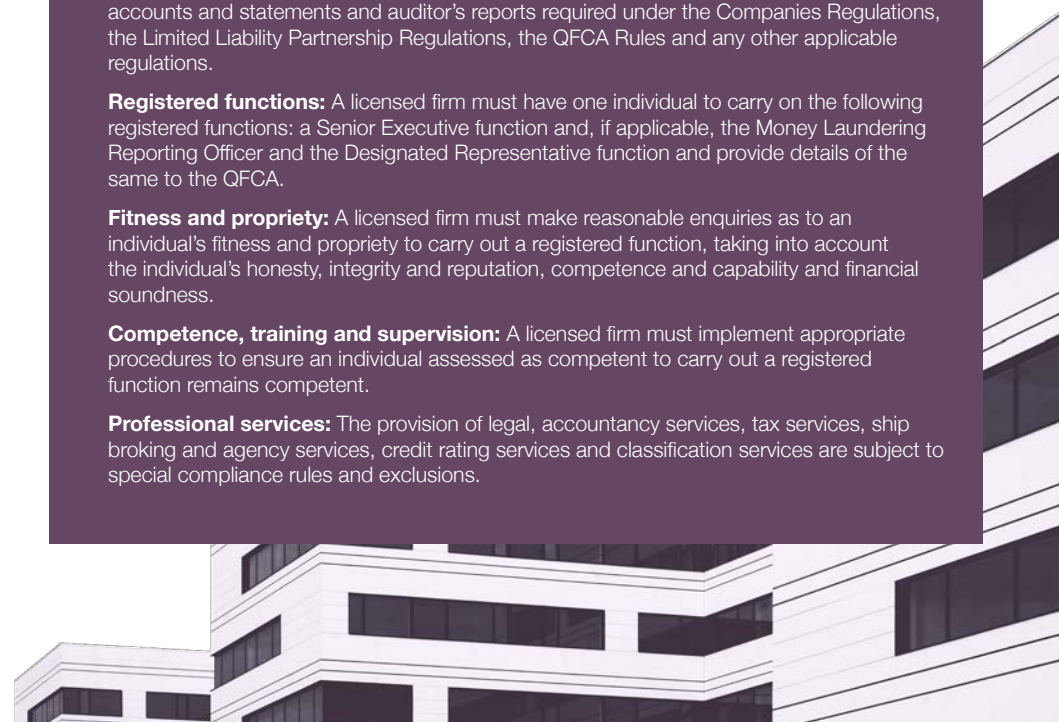 accounts and statements and auditor’s reports required under the Companies Regulations,
the Limited Liability Partnership Regulations, the QFCA Rules and any other applicable
regulations.
Registered functions: A licensed firm must have one individual to carry on the following
registered functions: a Senior Executive function and, if applicable, the Money Laundering
Reporting Officer and the Designated Representative function and provide details of the
same to the QFCA.
Fitness and propriety: A licensed firm must make reasonable enquiries as to an
individual’s fitness and propriety to carry out a registered function, taking into account
the individual’s honesty, integrity and reputation, competence and capability and financial
soundness.
Competence, training and supervision: A licensed firm must implement appropriate
procedures to ensure an individual assessed as competent to carry out a registered
function remains competent.
Professional services: The provision of legal, accountancy services, tax services, ship
broking and agency services, credit rating services and classification services are subject to
special compliance rules and exclusions.